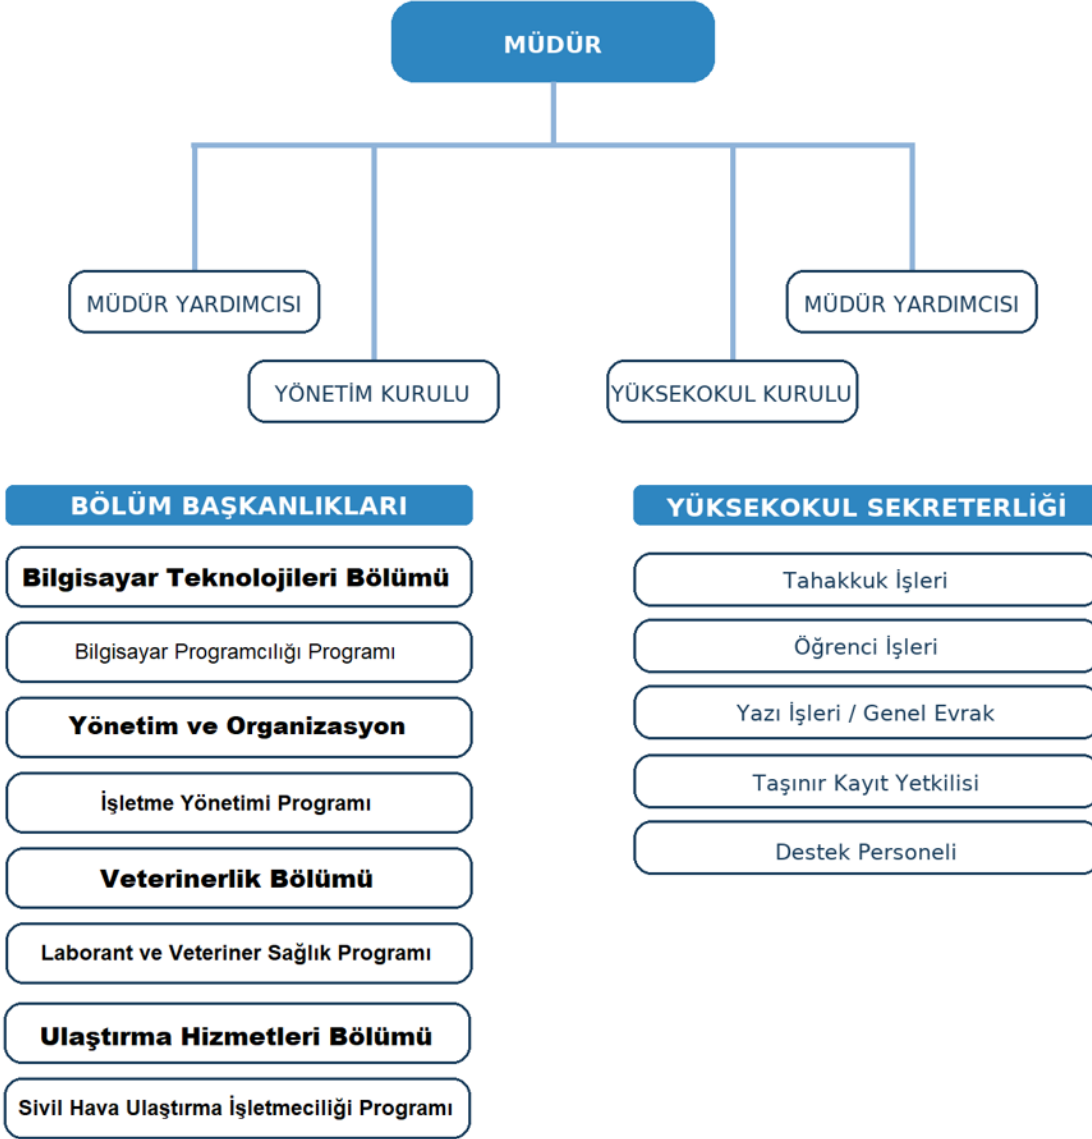 MÜDÜR
MÜDÜR YARDIMCISI
MÜDÜR YARDIMCISI
YÖNETİM KURULU
YÜKSEKOKUL KURULU
BÖLÜM BAŞKANLIKLARI
Bilgisayar Teknolojileri Bölümü
Bilgisayar Programcılığı Programı
Yönetim ve Organizasyon
İşletme Yönetimi Programı
Veterinerlik Bölümü
Laborant ve Veteriner Sağlık Programı
Ulaştırma Hizmetleri Bölümü
Sivil Hava Ulaştırma İşletmeciliği Programı
YÜKSEKOKUL SEKRETERLİĞİ
Tahakkuk İşleri
Öğrenci İşleri
Yazı İşleri / Genel Evrak
Taşınır Kayıt Yetkilisi
Destek Personeli